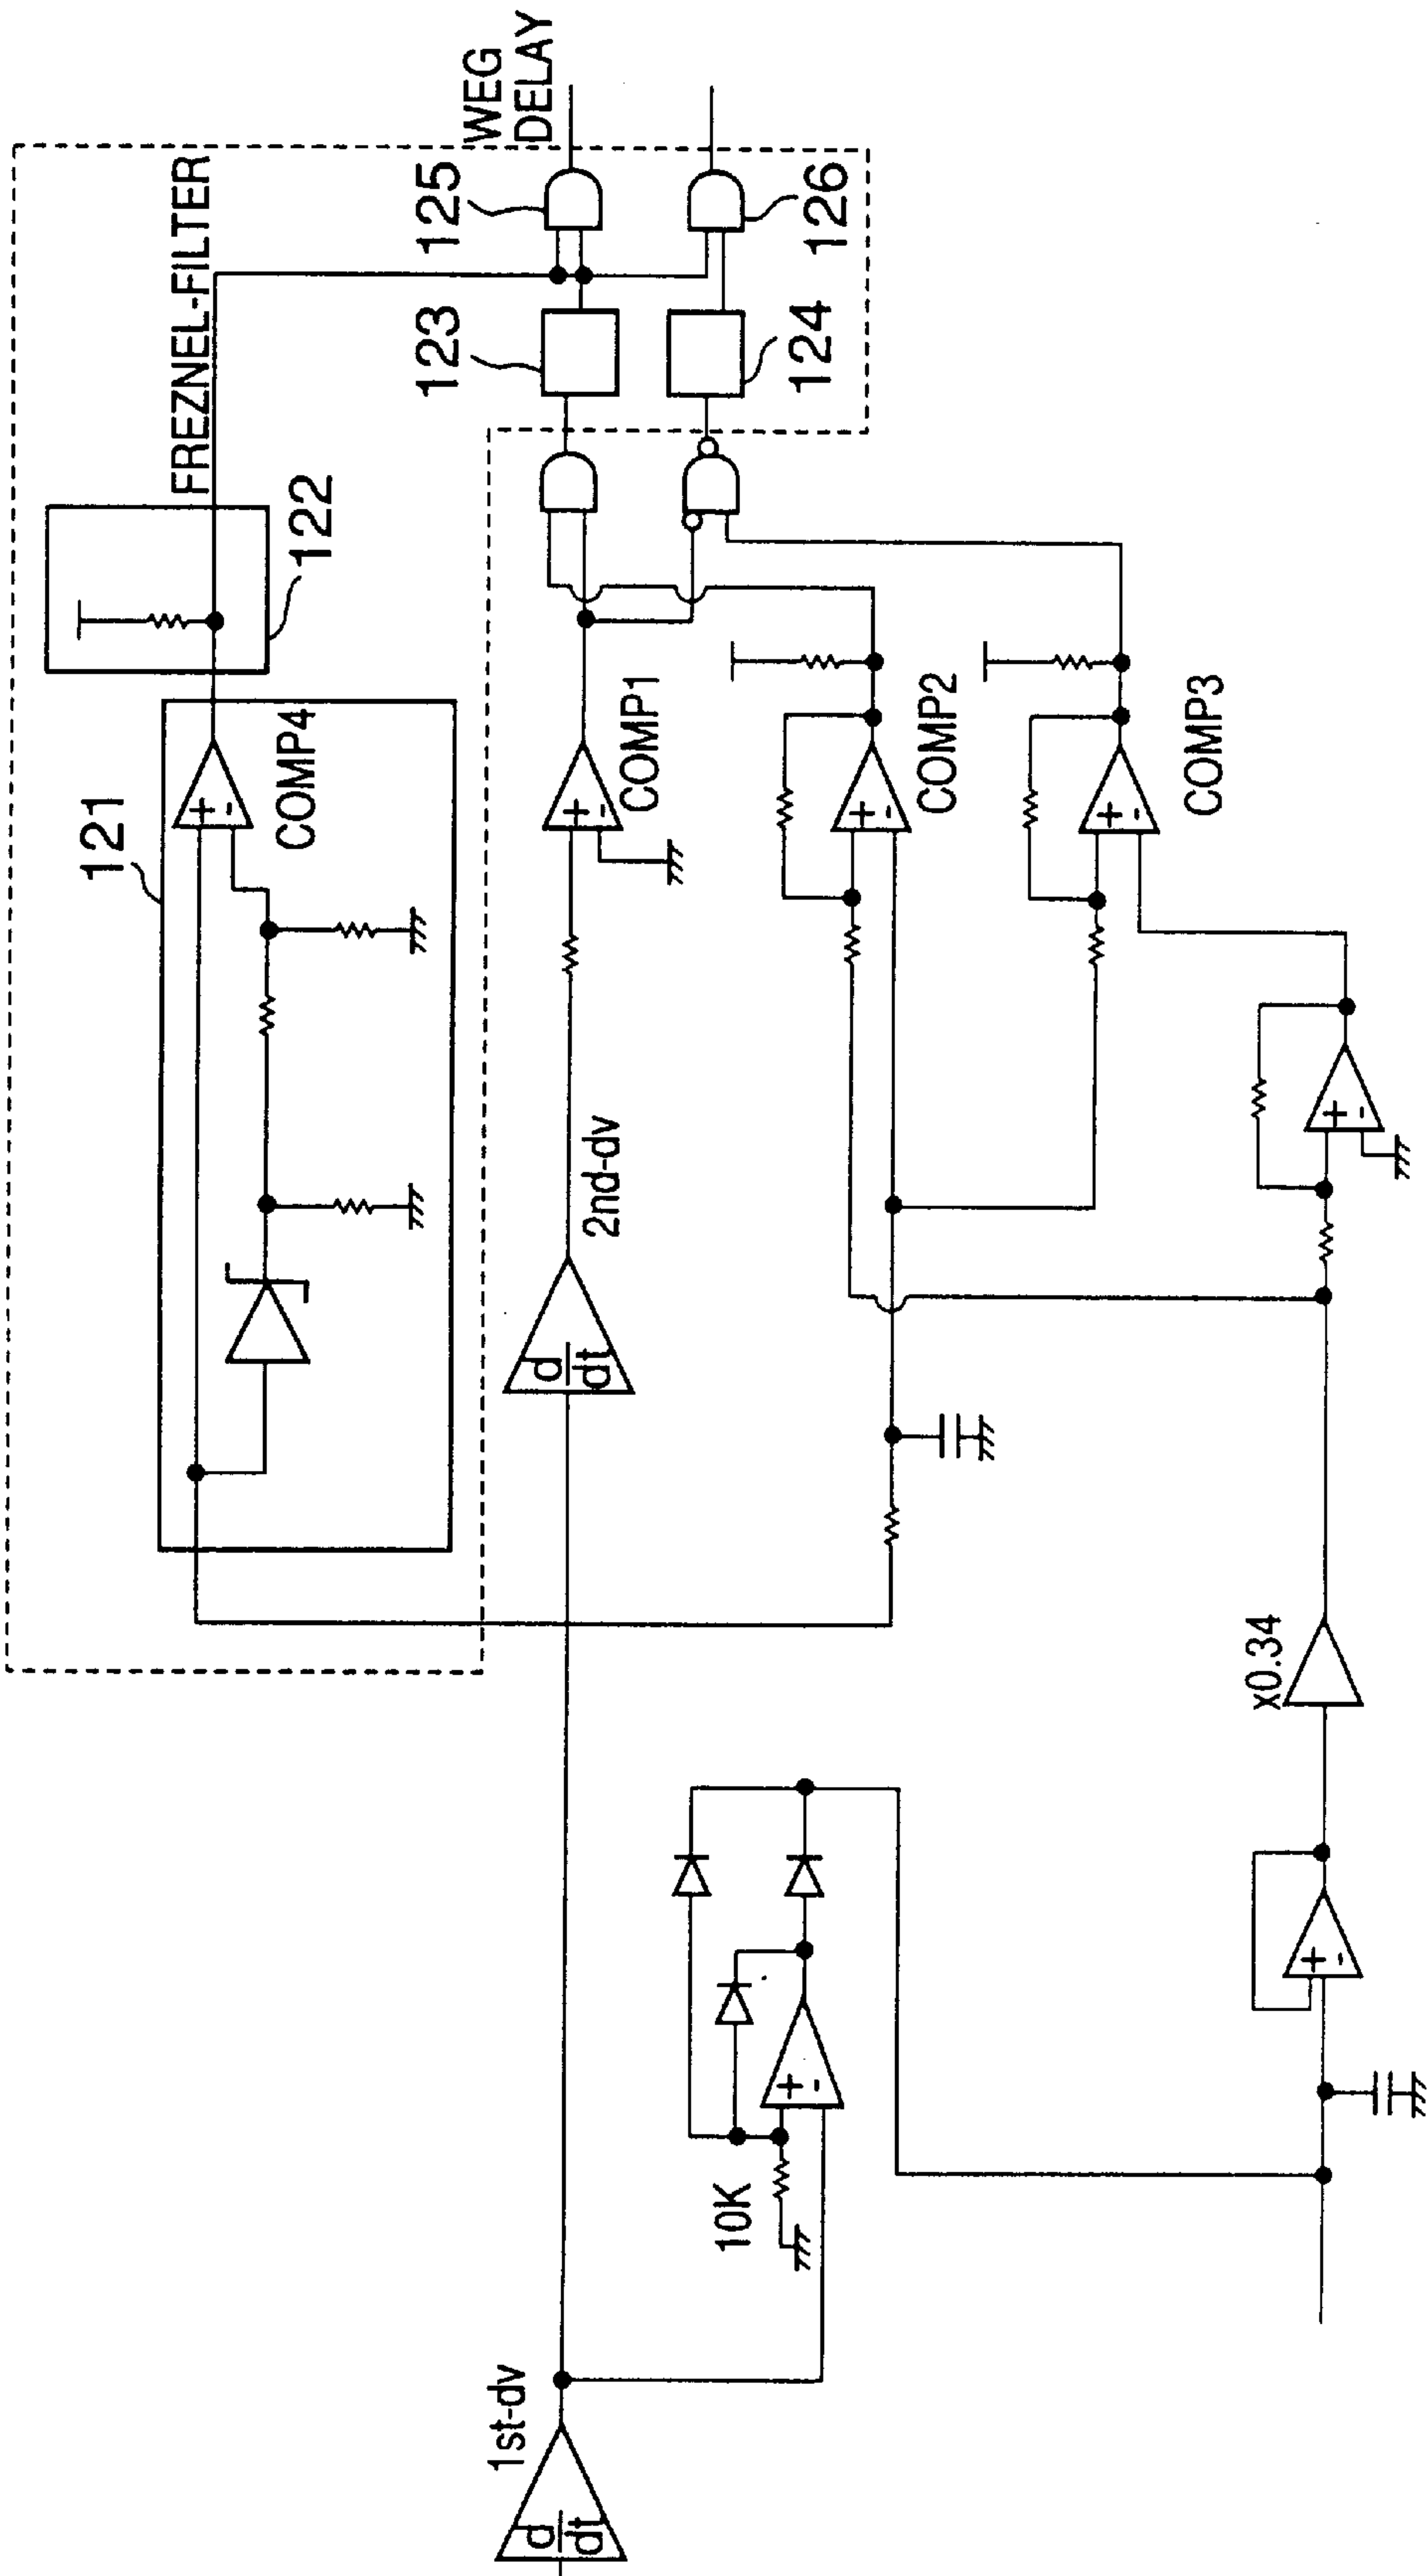 FREZNEL-FILTER
WEG
DELAY
125
126
123
124
122
121
+
-
COMP4
+
-
COMP1
+
-
COMP2
+
-
COMP3
2nd-dv
d
dt
+
-
x0.34
+
-
+
-
10K
1st-dv
d
dt